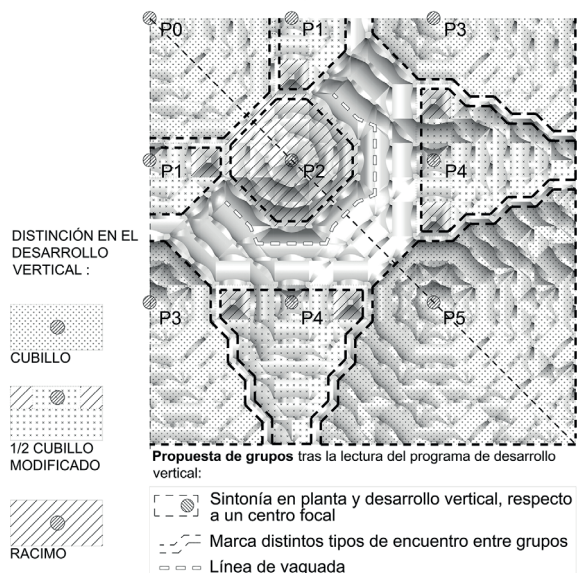 P0
P1
P3
P1
P2
P4
P3
P4
P5
DISTINCIÓN EN EL
DESARROLLO
VERTICAL :
CUBILLO
1/2 CUBILLO
MODIFICADO
RACIMO
Propuesta de grupos tras la lectura del programa de desarrollo
vertical:
Sintonía en planta y desarrollo vertical, respecto
a un centro focal
Marca distintos tipos de encuentro entre grupos
Línea de vaguada